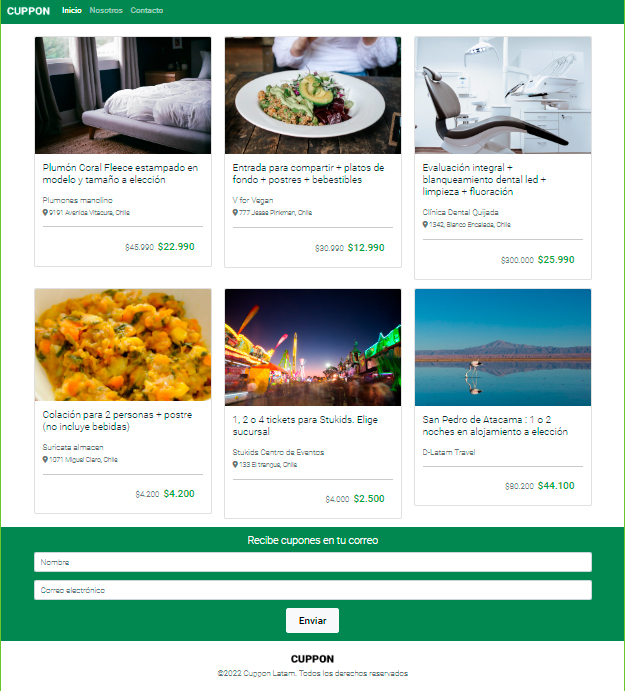 CUPPON Inicio Nosotros Contacto
Plumón Coral Fleece estampado en
modelo y tamaño a elección
Plumones manolino
9191 Avenida Vitacura, Chile
$45.990 $22.990
Entrada para compartir + platos de
fondo + postres + bebestibles
V for Vegan
777 Jesse Pinkman, Chile
$30.990 $12.990
Evaluación integral +
blanqueamiento dental led +
limpieza + fluoración
Clínica Dental Quijada
1342, Blanco Encalada, Chile
$300.000 $25.990
Colación para 2 personas + postre
(no incluye bebidas)
Suricata almacen
1071 Miguel Claro, Chile
$4.200 $4.200
1, 2 o 4 tickets para Stukids. Elige
sucursal
Stukids Centro de Eventos
133 El trangue, Chile
$4.000 $2.500
San Pedro de Atacama : 1 o 2
noches en alojamiento a elección
D-Latam Travel
$90.200 $44.100
Recibe cupones en tu correo
Nombre
Correo electrónico
Enviar
CUPPON
©2022 Cuppon Latam. Todos los derechos reservados